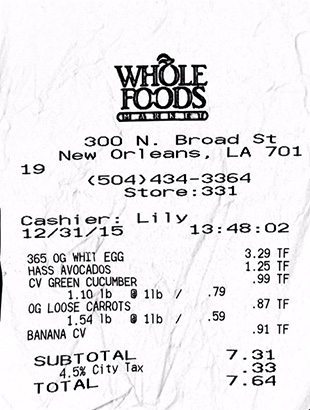 WHOLE
FOODS
MARKET
300 N. Broad St
New Orleans, LA 701
19
(504)434-3364
Store:331
Cashier: Lily
12/31/15 13:48:02
365 OG WHIT EGG 3.29 TF
HASS AVOCADOS 1.25 TF
CV GREEN CUCUMBER .99 TF
1.10 lb @ 1lb / .79
OG LOOSE CARROTS .87 TF
1.54 lb @ 1lb / .59
BANANA CV .91 TF
SUBTOTAL 7.31
4.5% City Tax .33
TOTAL 7.64